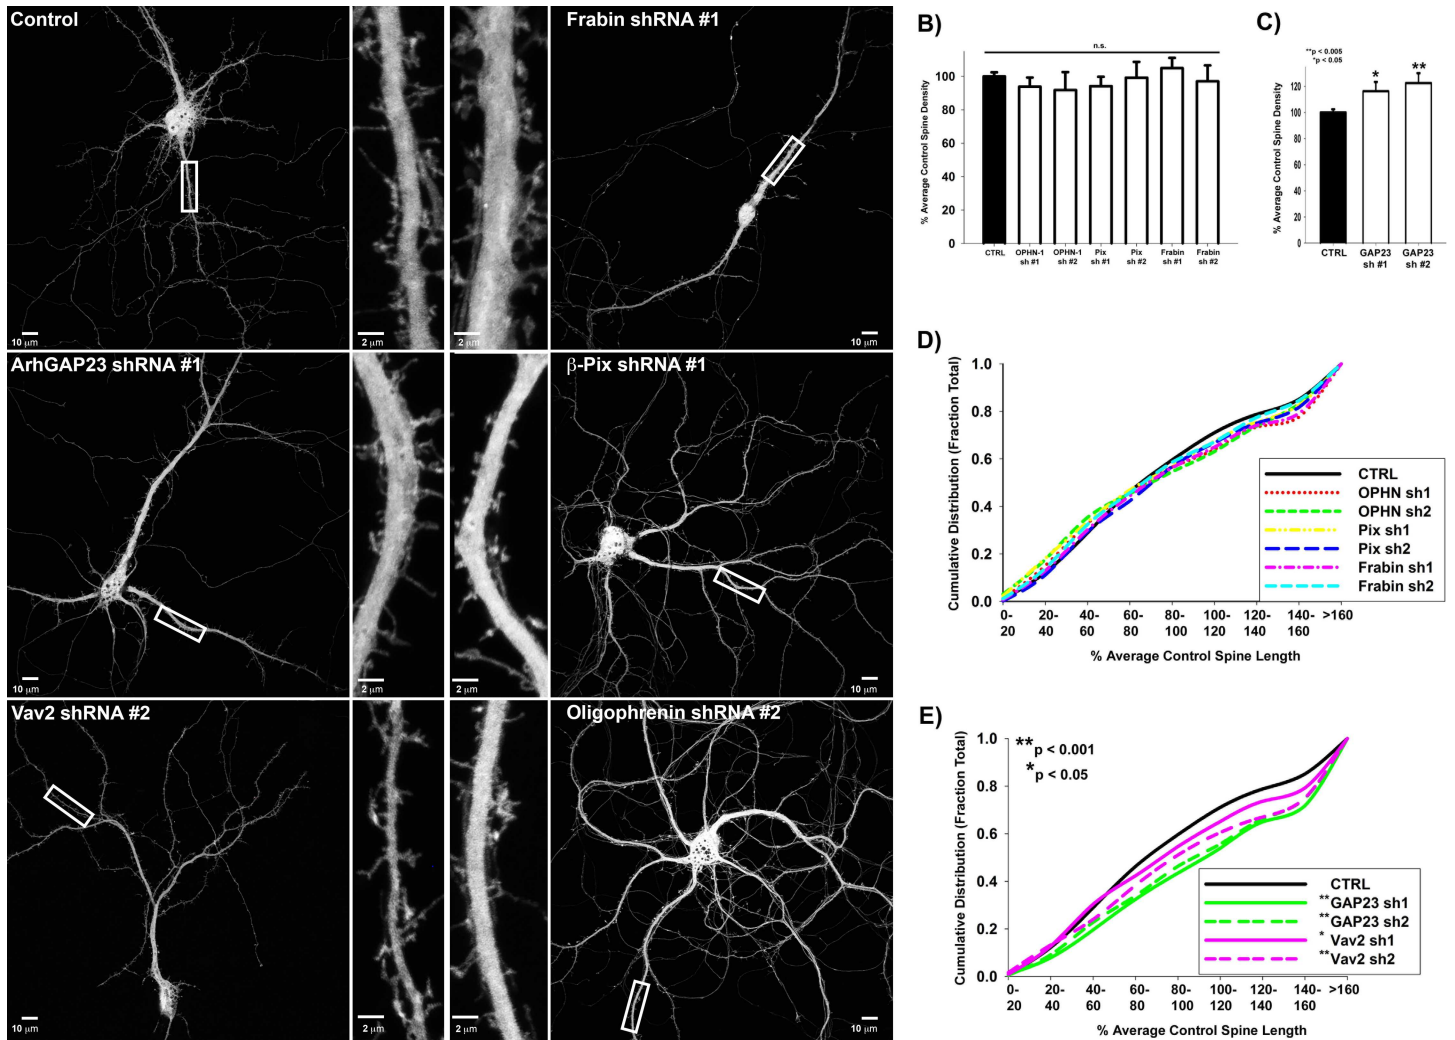 Control
Frabin shRNA #1
10 μm
2 μm
2 μm
10 μm
ArhGAP23 shRNA #1
β-Pix shRNA #1
10 μm
2 μm
2 μm
10 μm
Vav2 shRNA #2
Oligophrenin shRNA #2
10 μm
2 μm
2 μm
10 μm
B)
n.s.
% Average Control Spine Density
100
80
60
40
20
0
CTRL
OPHN-1 sh #1
OPHN-1 sh #2
Pix sh #1
Pix sh #2
Frabin sh #1
Frabin sh #2
C)
**p < 0.005
*p < 0.05
* **
% Average Control Spine Density
120
100
80
60
40
20
0
CTRL
GAP23 sh #1
GAP23 sh #2
D)
Cumulative Distribution (Fraction Total)
1.0
0.8
0.6
0.4
0.2
0.0
0- 20- 40- 60- 80- 100- 120- 140- >160
20 40 60 80 100 120 140 160
% Average Control Spine Length
CTRL
OPHN sh1
OPHN sh2
Pix sh1
Pix sh2
Frabin sh1
Frabin sh2
E)
**p < 0.001
*p < 0.05
Cumulative Distribution (Fraction Total)
1.0
0.8
0.6
0.4
0.2
0.0
0- 20- 40- 60- 80- 100- 120- 140- >160
20 40 60 80 100 120 140 160
% Average Control Spine Length
CTRL
**GAP23 sh1
**GAP23 sh2
*Vav2 sh1
**Vav2 sh2